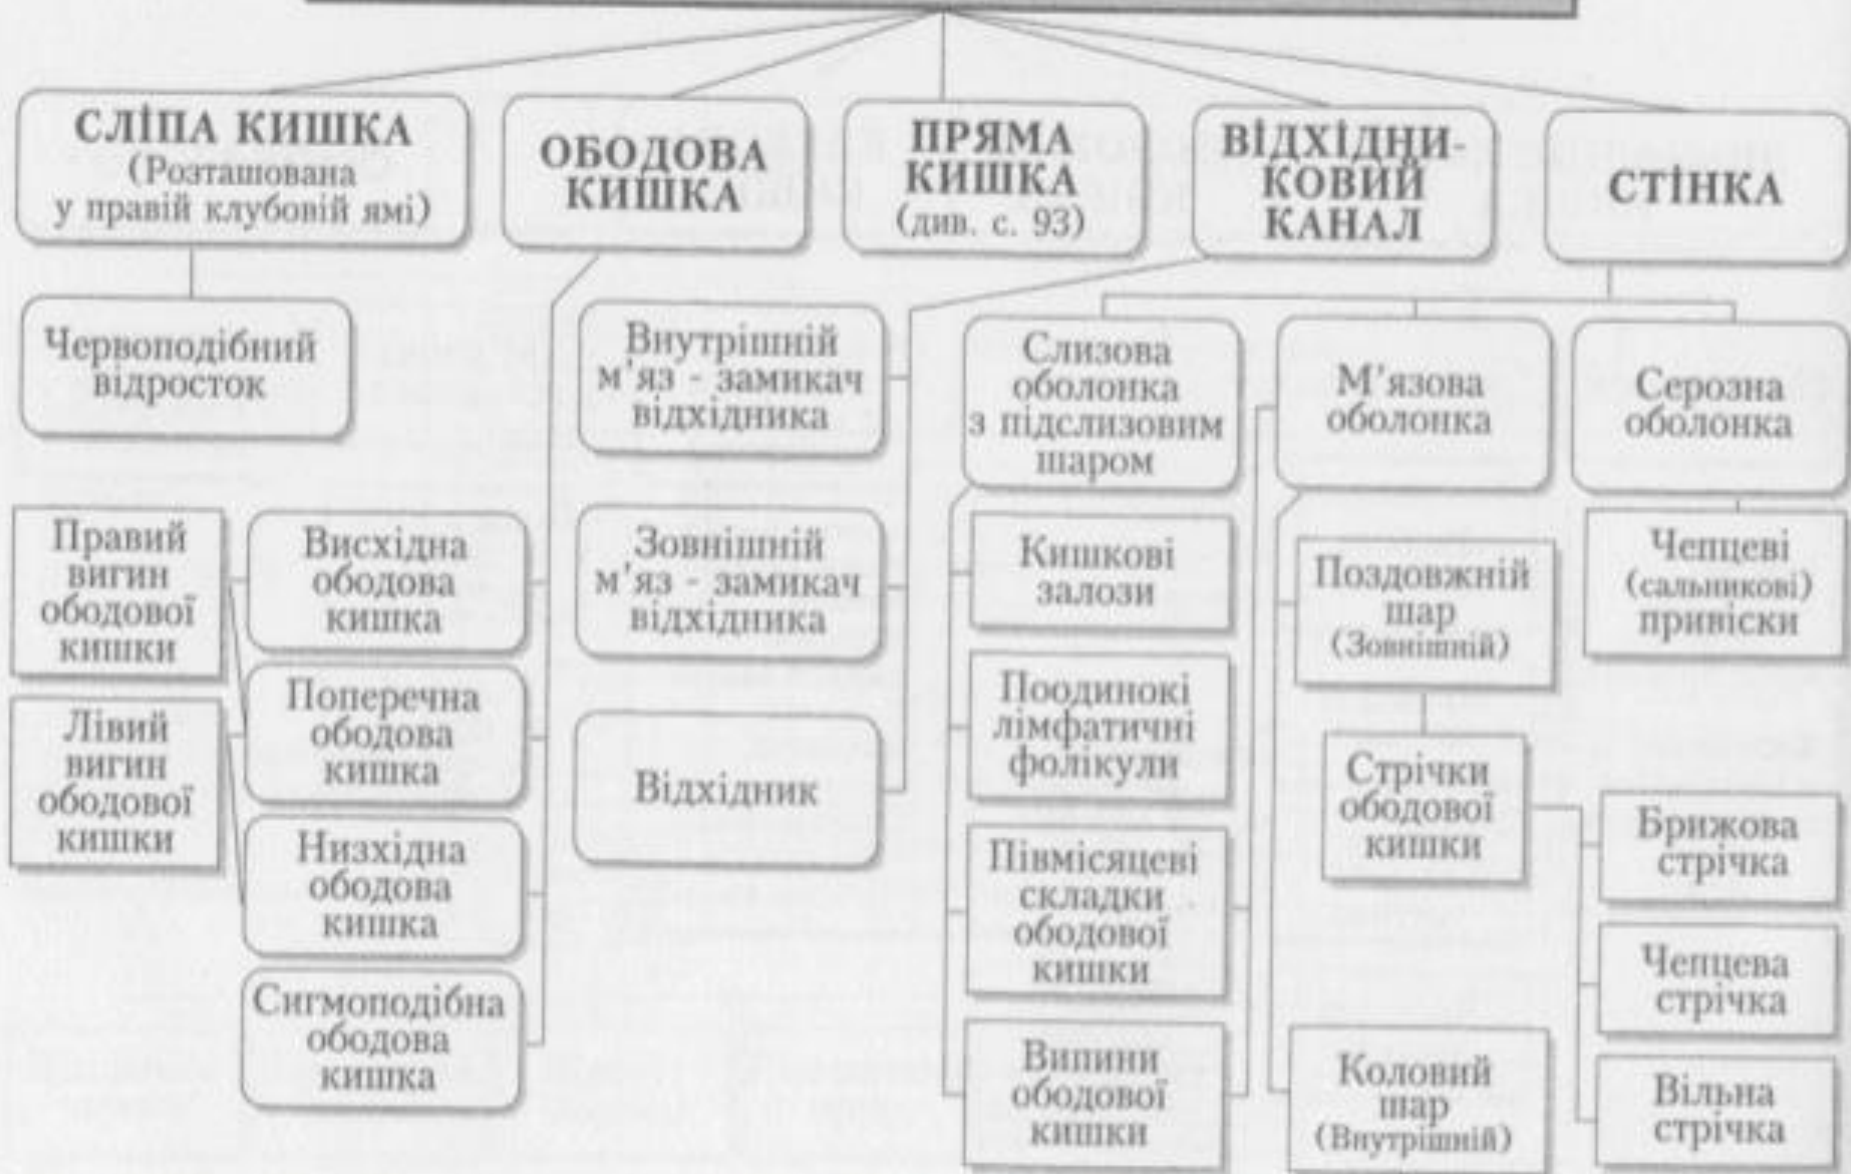 СЛІПА КИШКА
(Розташована
у правій клубовій ямі)
ОБОДОВА
КИШКА
ПРЯМА
КИШКА
(див. с. 93)
ВІДХІДНИ-
КОВИЙ
КАНАЛ
СТІНКА
Червоподібний
відросток
Правий
вигин
ободової
кишки
Лівий
вигин
ободової
кишки
Висхідна
ободова
кишка
Поперечна
ободова
кишка
Низхідна
ободова
кишка
Сигмоподібна
ободова
кишка
Внутрішній
м'яз - замикач
відхідника
Зовнішній
м'яз - замикач
відхідника
Відхідник
Слизова
оболонка
з підслизовим
шаром
Кишкові
залози
Поодинокі
лімфатичні
фолікули
Півмісяцеві
складки
ободової
кишки
Випини
ободової
кишки
М'язова
оболонка
Поздовжній
шар
(Зовнішній)
Стрічки
ободової
кишки
Брижова
стрічка
Чепцева
стрічка
Вільна
стрічка
Коловий
шар
(Внутрішній)
Серозна
оболонка
Чепцеві
(сальникові)
привіски